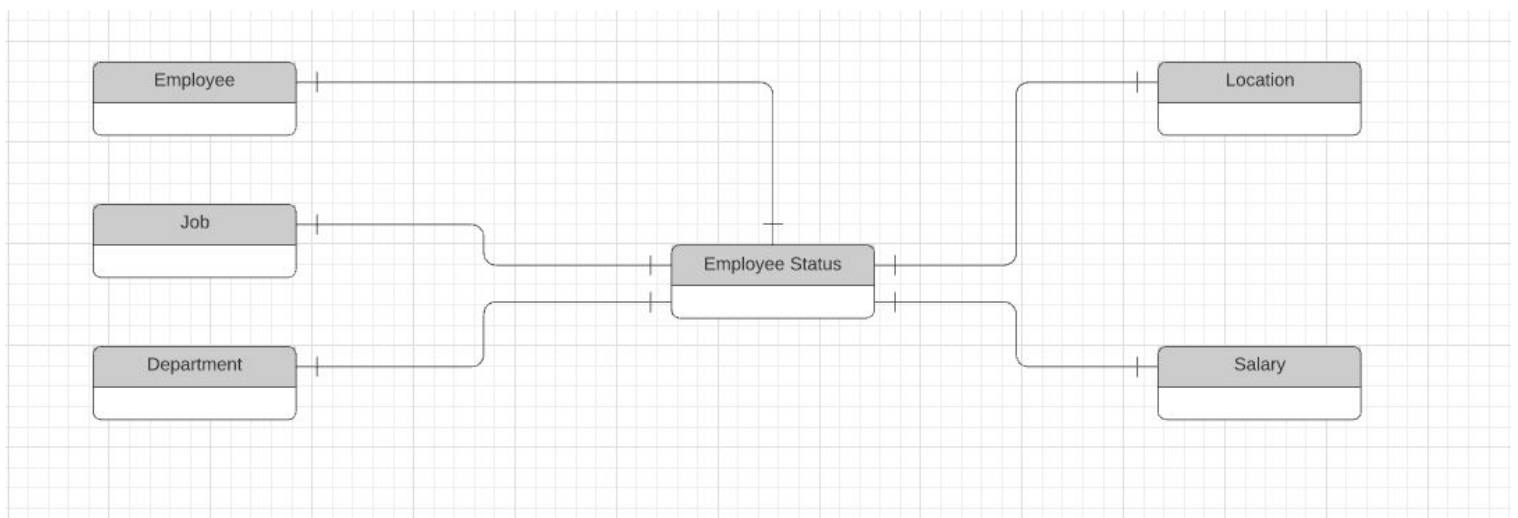 Employee
Location
Job
Employee Status
Department
Salary